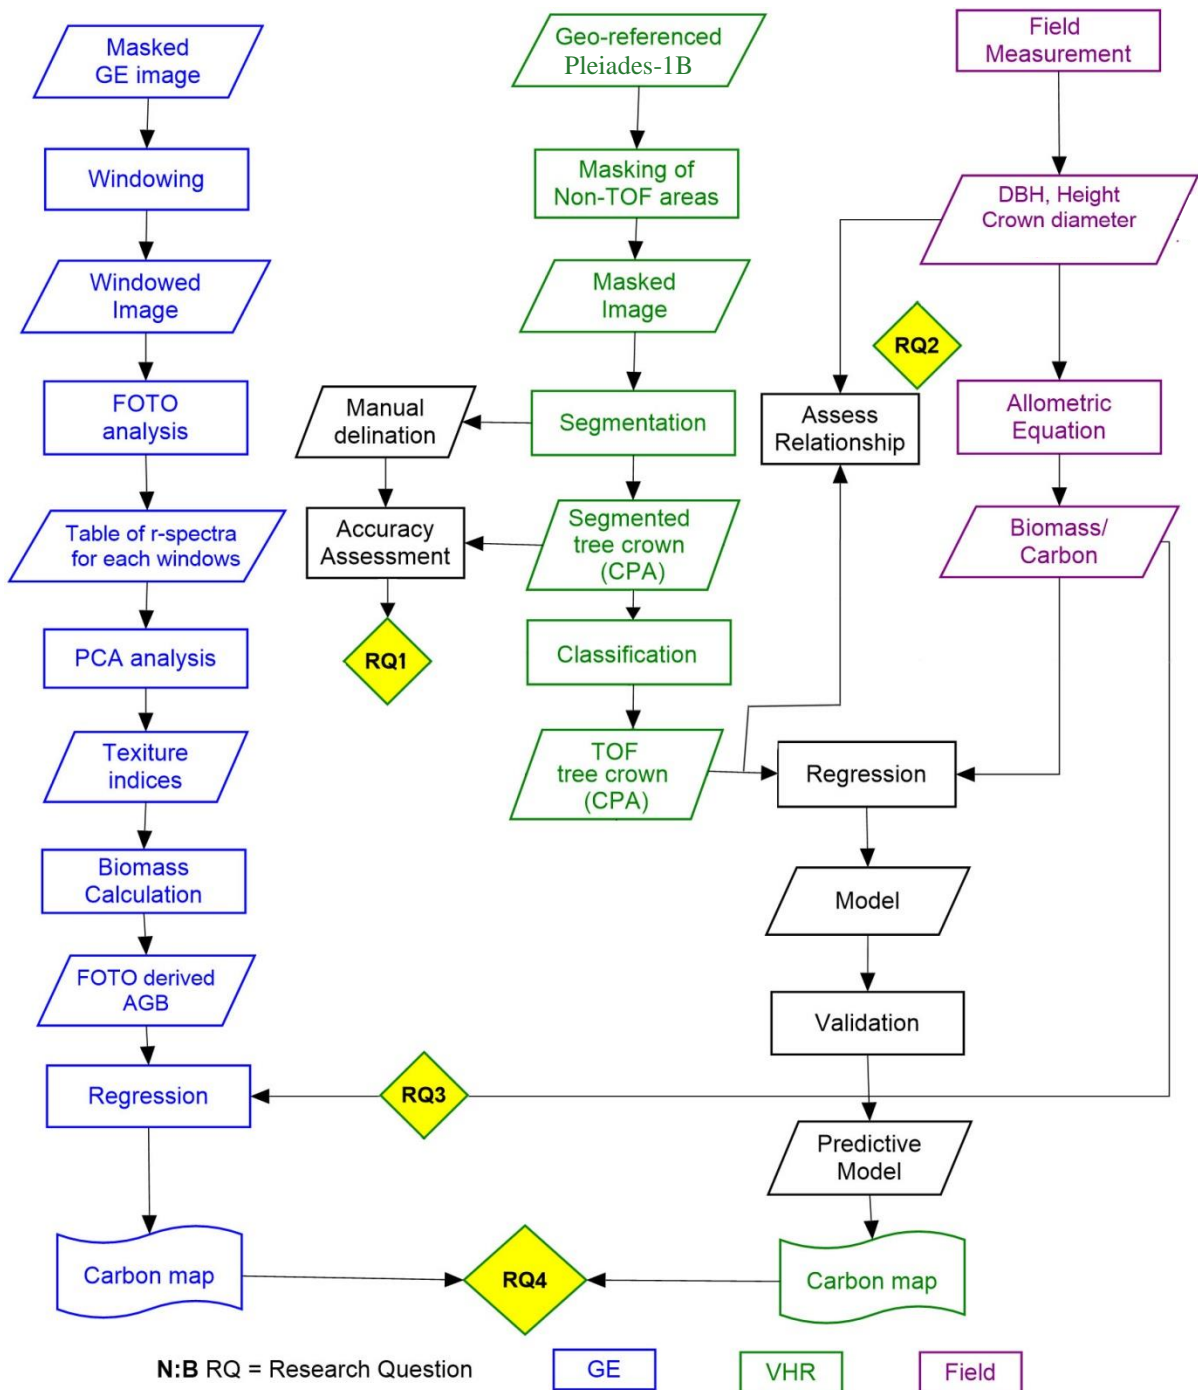 Masked
GE image
Windowing
Windowed
Image
FOTO
analysis
Table of r-spectra
for each windows
PCA analysis
Texiture
indices
Biomass
Calculation
FOTO derived
AGB
Regression
Carbon map
Geo-referenced
Pleiades-1B
Masking of
Non-TOF areas
Masked
Image
Segmentation
Manual
delination
Accuracy
Assessment
RQ1
Segmented
tree crown
(CPA)
Classification
TOF
tree crown
(CPA)
Field
Measurement
DBH, Height
Crown diameter
RQ2
Assess
Relationship
Allometric
Equation
Biomass/
Carbon
Regression
Model
Validation
RQ3
Predictive
Model
RQ4
Carbon map
N:B RQ = Research Question
GE
VHR
Field